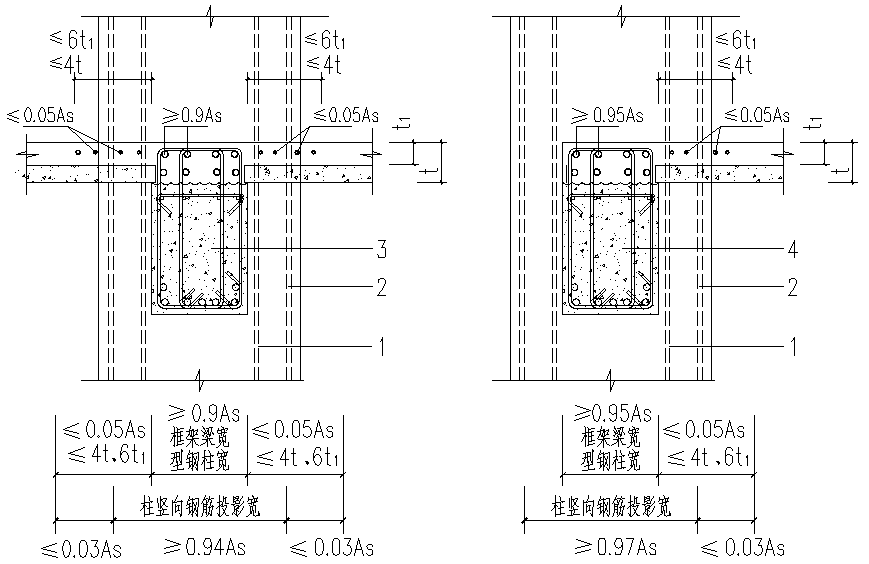 ≤6t1
≤4t
≤6t1
≤4t
≤0.05As
≥0.9As
≤0.05As
t1
t
3
2
1
≥0.9As
≤0.05As
≤4t、6t1
框架梁宽
型钢柱宽
≤0.05As
≤4t、6t1
柱竖向钢筋投影宽
≤0.03As
≥0.94As
≤0.03As
≤6t1
≤4t
≥0.95As
≤0.05As
t1
t
4
2
1
≥0.95As
框架梁宽
型钢柱宽
≤0.05As
≤4t、6t1
柱竖向钢筋投影宽
≥0.97As
≤0.03As